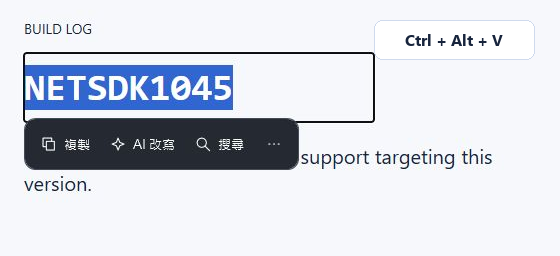 BUILD LOG
Ctrl + Alt + V
NETSDK1045
複製 AI 改寫 搜尋 ···
support targeting this
version.